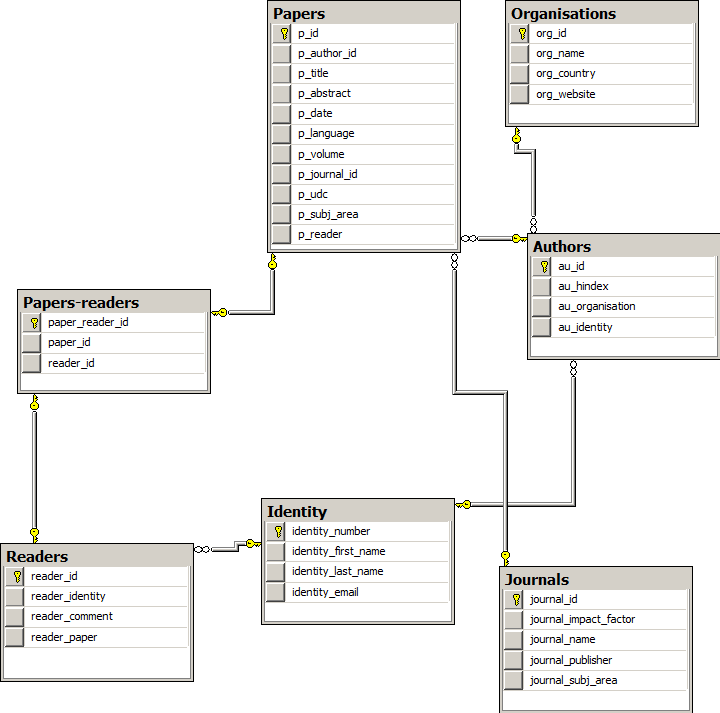 Papers
p_id
p_author_id
p_title
p_abstract
p_date
p_language
p_volume
p_journal_id
p_udc
p_subj_area
p_reader
Organisations
org_id
org_name
org_country
org_website
Authors
au_id
au_hindex
au_organisation
au_identity
Papers-readers
paper_reader_id
paper_id
reader_id
Identity
identity_number
identity_first_name
identity_last_name
identity_email
Readers
reader_id
reader_identity
reader_comment
reader_paper
Journals
journal_id
journal_impact_factor
journal_name
journal_publisher
journal_subj_area